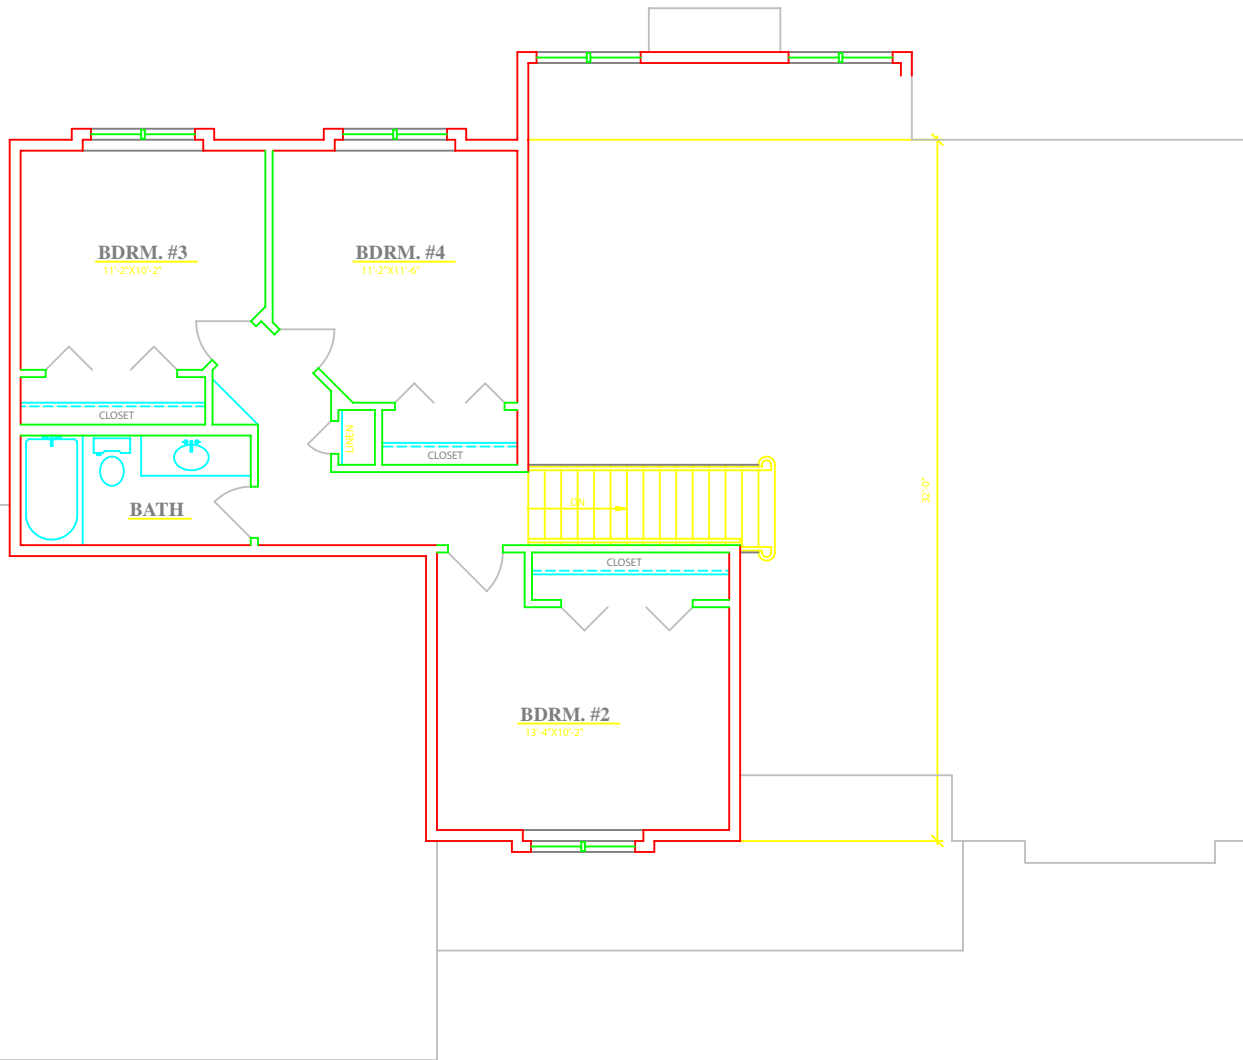 BDRM. #3
11'-2"X10'-2"
BDRM. #4
11'-2"X11'-6"
CLOSET
LINEN
CLOSET
BATH
DN
32'-0"
CLOSET
BDRM. #2
13'-4"X10'-2"